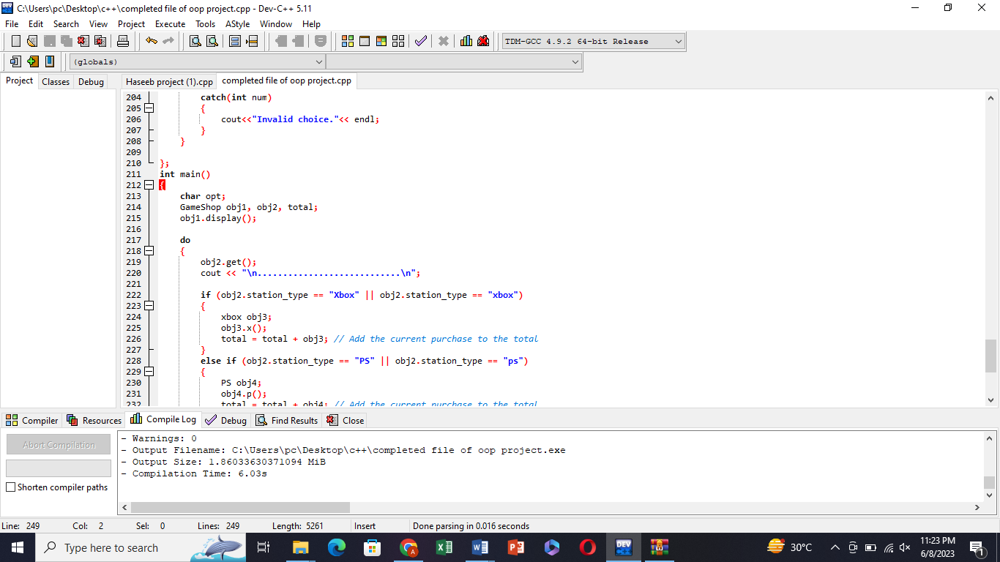 C:\Users\pc\Desktop\c++\completed file of oop project.cpp - Dev-C++ 5.11
File Edit Search View Project Execute Tools AStyle Window Help
TDM-GCC 4.9.2 64-bit Release
(globals)
Project Classes Debug Haseeb project (1).cpp completed file of oop project.cpp
204 catch(int num)
205 {
206 cout<<"Invalid choice."<< endl;
207 }
208 }
209
210 };
211 int main()
212 {
213 char opt;
214 GameShop obj1, obj2, total;
215 obj1.display();
216
217 do
218 {
219 obj2.get();
220 cout << "\n............................\n";
221
222 if (obj2.station_type == "Xbox" || obj2.station_type == "xbox")
223 {
224 xbox obj3;
225 obj3.x();
226 total = total + obj3; // Add the current purchase to the total
227 }
228 else if (obj2.station_type == "PS" || obj2.station_type == "ps")
229 {
230 PS obj4;
231 obj4.p();
232 total = total + obj4; // Add the current purchase to the total
Compiler Resources Compile Log Debug Find Results Close
Abort Compilation
Shorten compiler paths
- Warnings: 0
- Output Filename: C:\Users\pc\Desktop\c++\completed file of oop project.exe
- Output Size: 1.86033630371094 MiB
- Compilation Time: 6.03s
Line: 249 Col: 2 Sel: 0 Lines: 249 Length: 5261 Insert Done parsing in 0.016 seconds
Type here to search
30°C
11:23 PM
6/8/2023
1